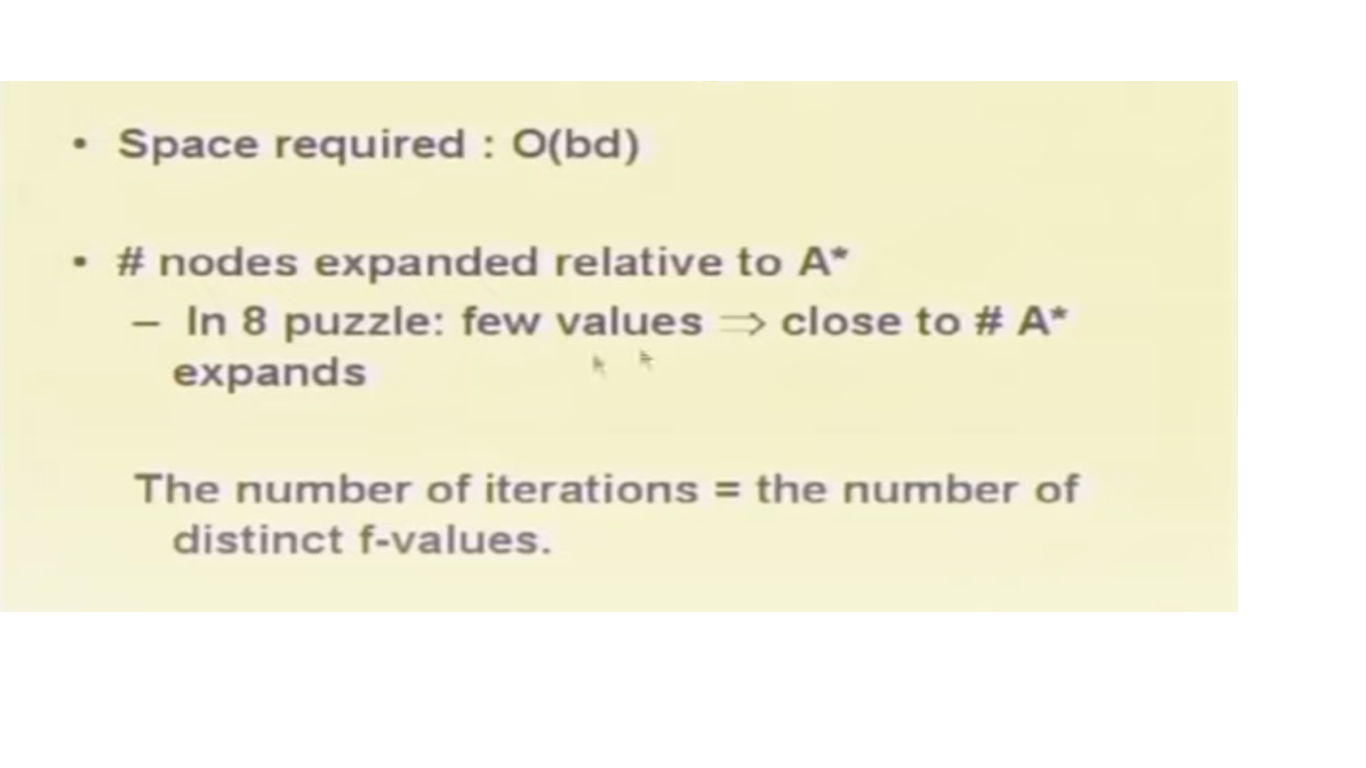 • Space required : O(bd)
• # nodes expanded relative to A*
– In 8 puzzle: few values ⇒ close to # A*
expands
The number of iterations = the number of
distinct f-values.